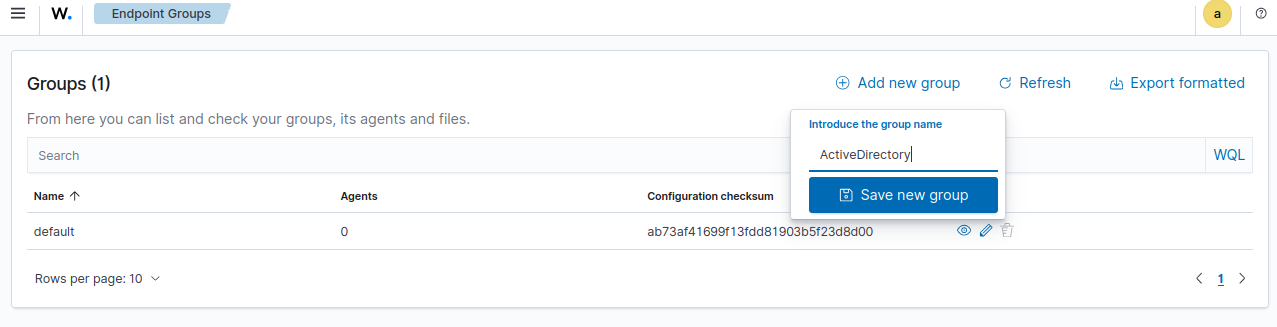 W. Endpoint Groups a
Groups (1) Add new group Refresh Export formatted
From here you can list and check your groups, its agents and files.
Introduce the group name
Search ActiveDirectory WQL
Save new group
Name Agents Configuration checksum
default 0 ab73af41699f13fdd81903b5f23d8d00
Rows per page: 10 1